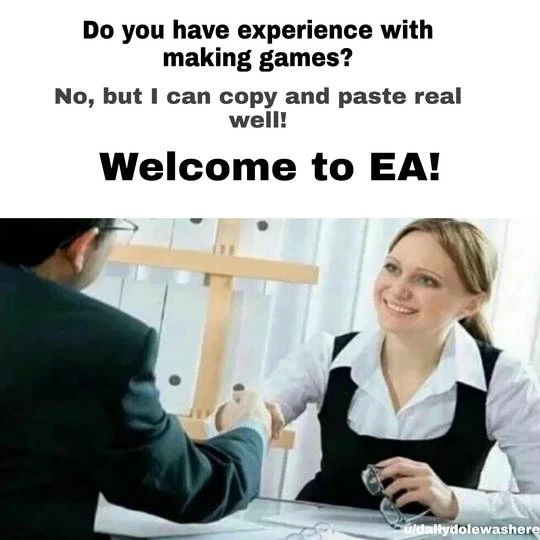 Do you have experience with
making games?
No, but I can copy and paste real
well!
Welcome to EA!
u/dailydolewashere